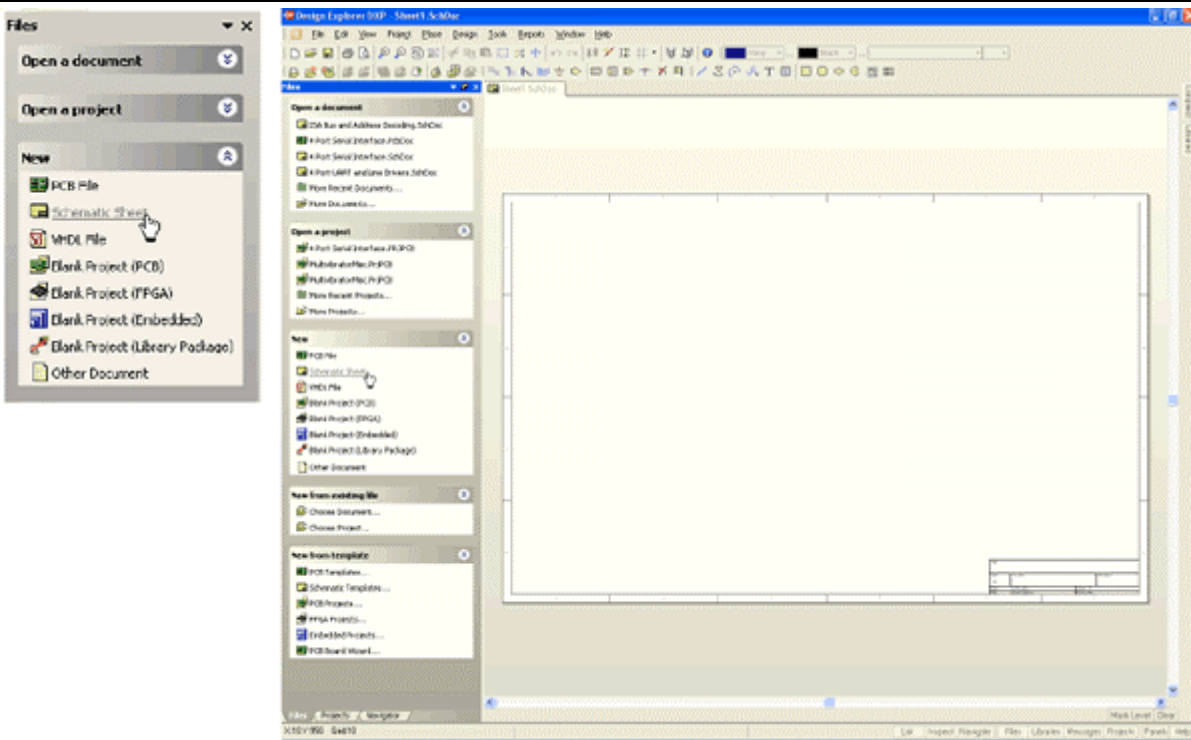 Files
Open a document
Open a project
New
PCB File
Schematic Sheet
VHDL File
Blank Project (PCB)
Blank Project (FPGA)
Blank Project (Embedded)
Blank Project (Library Package)
Other Document
Design Explorer DXP - Sheet1.SchDoc
File Edit View Project Place Design Tools Reports Window Help
Files
Sheet1.SchDoc
Open a document
ISA Bus and Address Decoding.SchDoc
4 Port Serial Interface.PcbDoc
4 Port Serial Interface.SchDoc
4 Port UART and Line Drivers.SchDoc
More Recent Documents...
More Documents...
Open a project
4 Port Serial Interface.PRJPCB
More Recent Projects...
More Projects...
New
PCB File
Schematic Sheet
VHDL File
Blank Project (PCB)
Blank Project (FPGA)
Blank Project (Embedded)
Blank Project (Library Package)
Other Document
New from existing file
Choose Document...
Choose Project...
New from template
PCB Templates...
Schematic Templates...
PCB Projects...
FPGA Projects...
Embedded Projects...
PCB Board Wizard...
Files Projects Navigator
Mask Level Clear
Inspect Navigator Files Libraries Messages Projects Panels Help